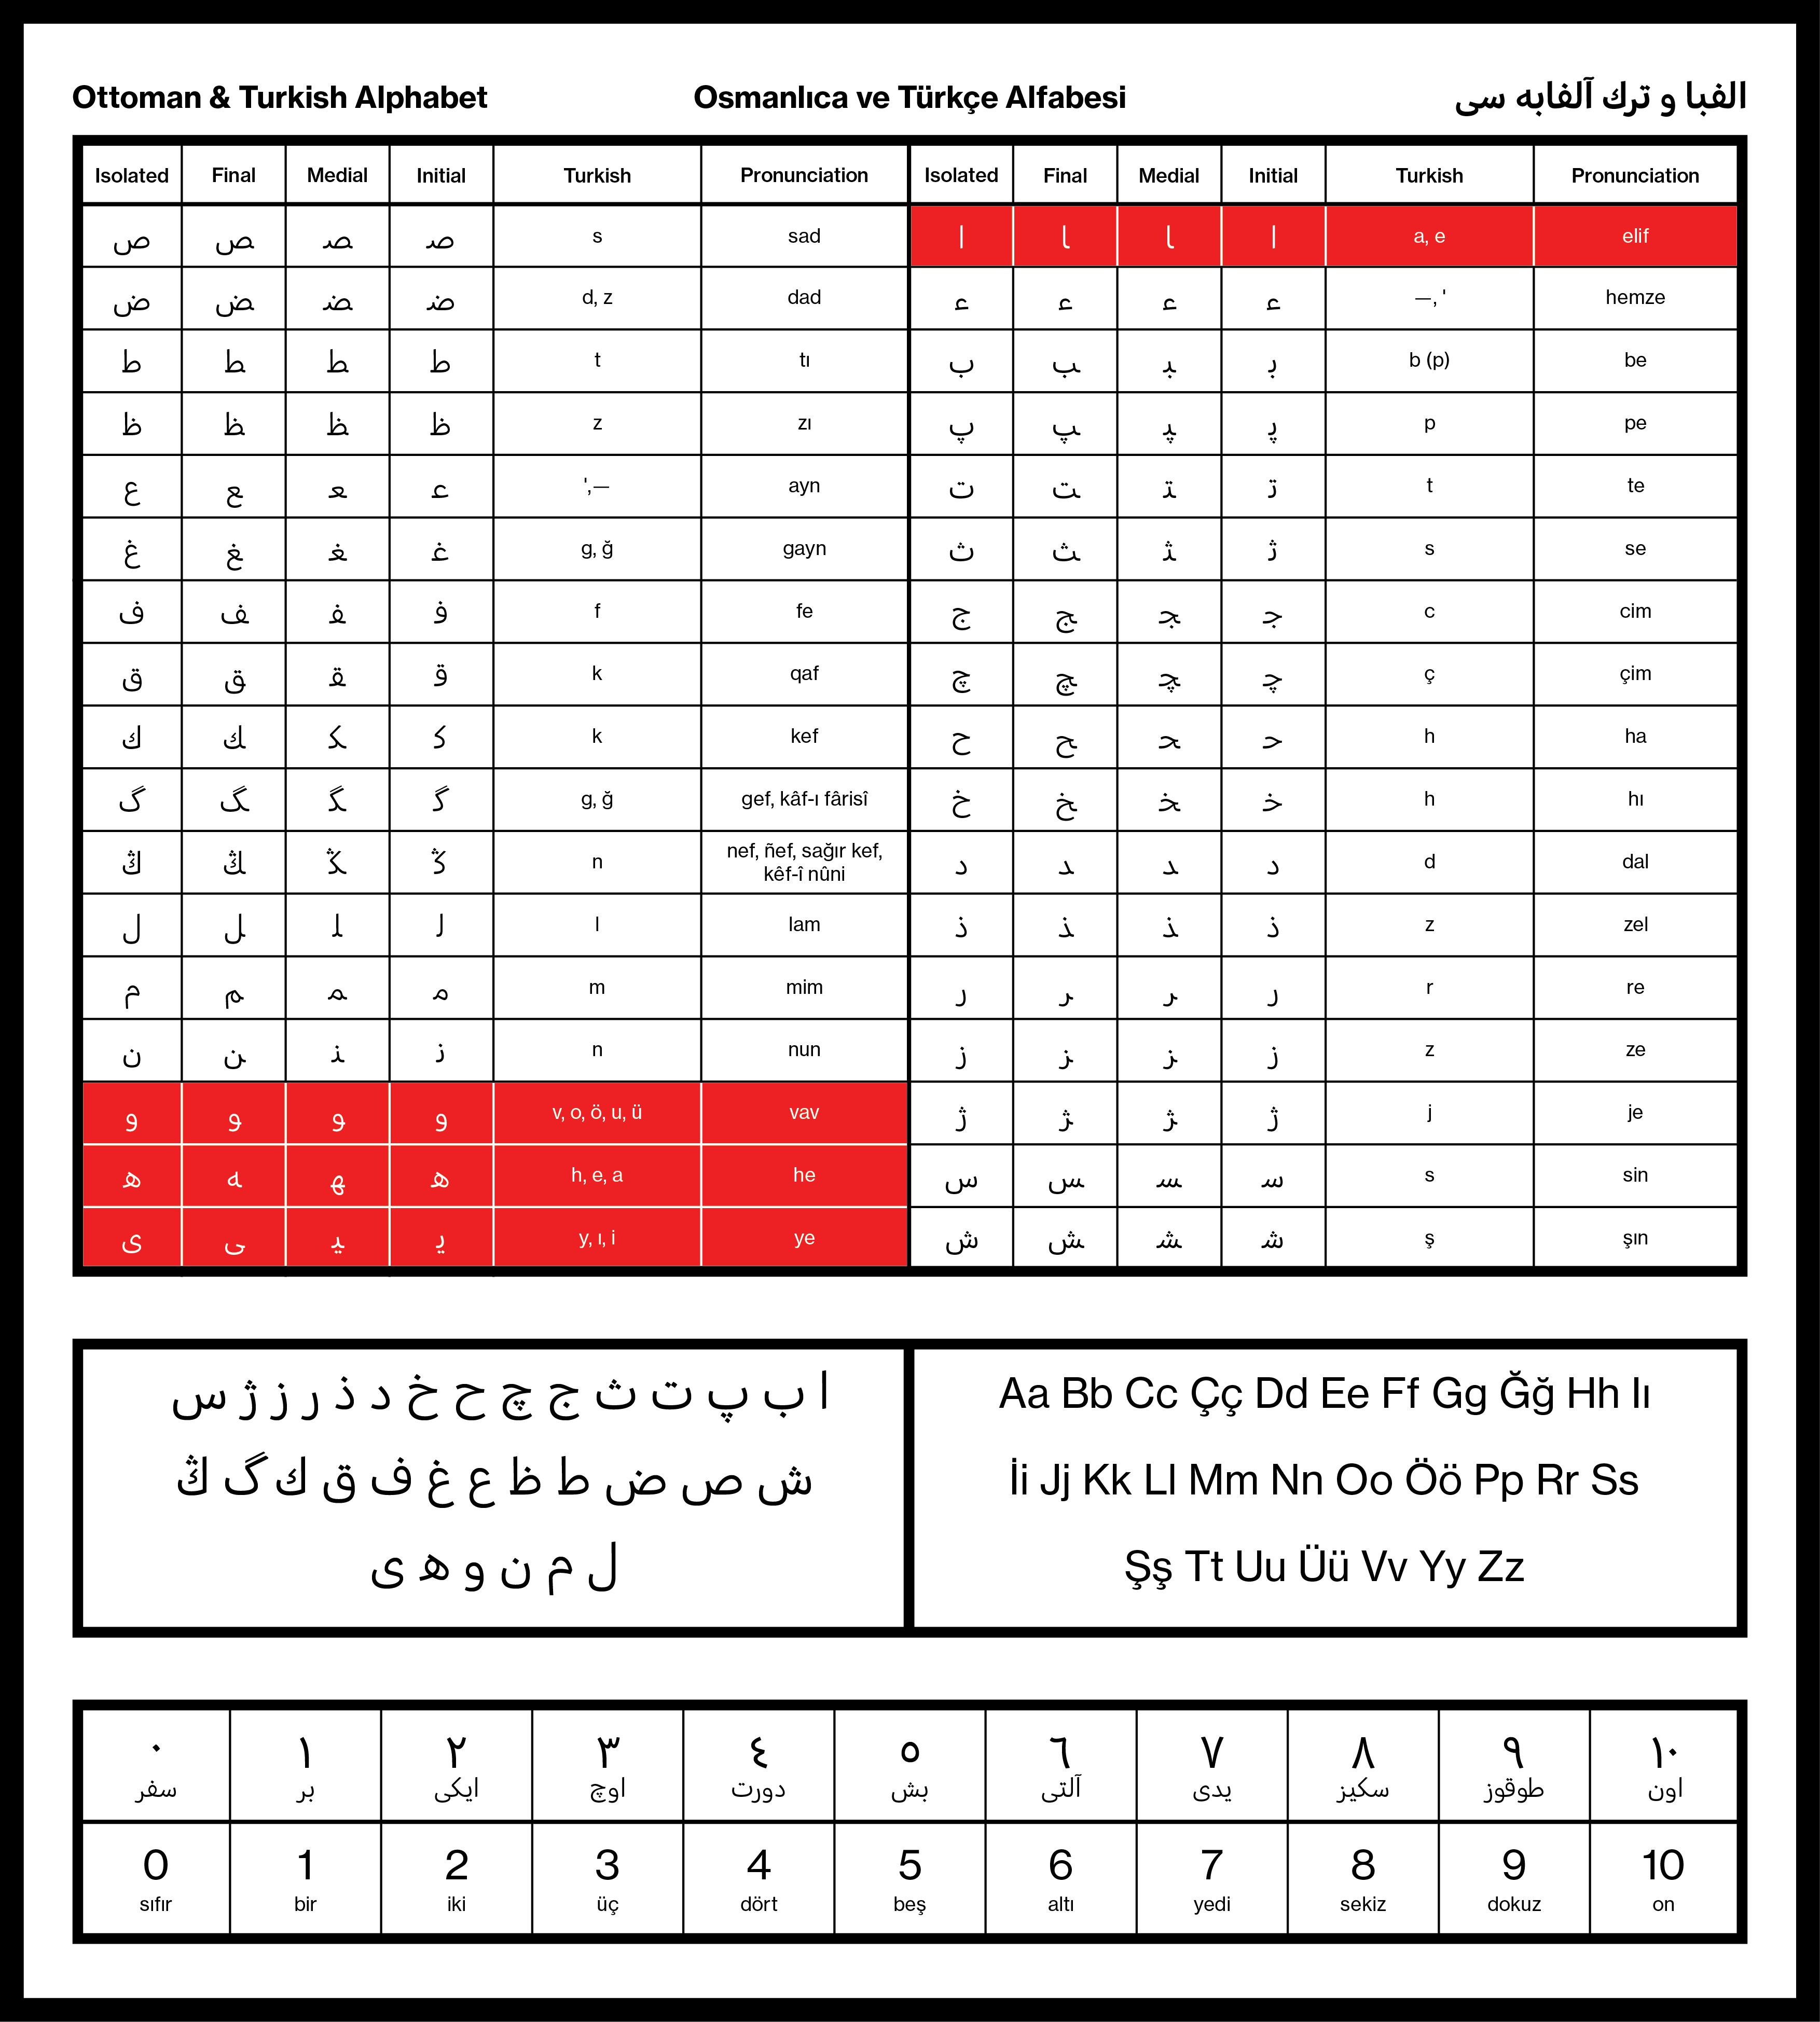 Ottoman & Turkish Alphabet Osmanlıca ve Türkçe Alfabesi الفبا و ترك آلفابه سی
Isolated Final Medial Initial Turkish Pronunciation Isolated Final Medial Initial Turkish Pronunciation
ص ـص ـصـ صـ s sad ا ـا ـا ا a, e elif
ض ـض ـضـ ضـ d, z dad ء ء ء ء —, ' hemze
ط ـط ـطـ طـ t tı ب ـب ـبـ بـ b (p) be
ظ ـظ ـظـ ظـ z zı پ ـپ ـپـ پـ p pe
ع ـع ـعـ عـ ',— ayn ت ـت ـتـ تـ t te
غ ـغ ـغـ غـ g, ğ gayn ث ـث ـثـ ثـ s se
ف ـف ـفـ فـ f fe ج ـج ـجـ جـ c cim
ق ـق ـقـ قـ k qaf چ ـچ ـچـ چـ ç çim
ك ـك ـكـ كـ k kef ح ـح ـحـ حـ h ha
گ ـگ ـگـ گـ g, ğ gef, kâf-ı fârisî خ ـخ ـخـ خـ h hı
ڭ ـڭ ـڭـ ڭـ n nef, ñef, sağır kef, kêf-î nûni د ـد ـد د d dal
ل ـل ـلـ لـ l lam ذ ـذ ـذ ذ z zel
م ـم ـمـ مـ m mim ر ـر ـر ر r re
ن ـن ـنـ نـ n nun ز ـز ـز ز z ze
و ـو ـو و v, o, ö, u, ü vav ژ ـژ ـژ ژ j je
ه ـه ـهـ هـ h, e, a he س ـس ـسـ سـ s sin
ی ـی ـیـ یـ y, ı, i ye ش ـش ـشـ شـ ş şın
ا ب پ ت ث ج چ ح خ د ذ ر ز ژ س
ش ص ض ط ظ ع غ ف ق ك گ ڭ
ل م ن و ه ی
Aa Bb Cc Çç Dd Ee Ff Gg Ğğ Hh Iı
İi Jj Kk Ll Mm Nn Oo Öö Pp Rr Ss
Şş Tt Uu Üü Vv Yy Zz
٠ ١ ٢ ٣ ٤ ٥ ٦ ٧ ٨ ٩ ١٠
سفر بر ایکی اوچ دورت بش آلتی یدی سکیز طوقوز اون
0 1 2 3 4 5 6 7 8 9 10
sıfır bir iki üç dört beş altı yedi sekiz dokuz on